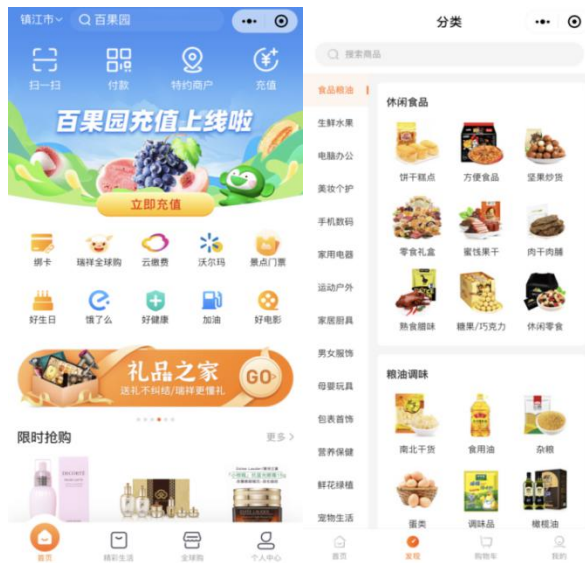 镇江市
百果园
扫一扫
付款
特约商户
充值
百果园充值上线啦
立即充值
绑卡
瑞祥全球购
云缴费
沃尔玛
景点门票
好生日
饿了么
好健康
加油
好电影
礼品之家
送礼不纠结/瑞祥更懂礼
GO>
限时抢购
更多 >
首页
精彩生活
全球购
个人中心
分类
搜索商品
食品粮油
生鲜水果
电脑办公
美妆个护
手机数码
家用电器
运动户外
家居厨具
男女服饰
母婴玩具
包表首饰
营养保健
鲜花绿植
宠物生活
休闲食品
饼干糕点
方便食品
坚果炒货
零食礼盒
蜜饯果干
肉干肉脯
熟食腊味
糖果/巧克力
休闲零食
粮油调味
南北干货
食用油
杂粮
蛋类
调味品
橄榄油
首页
发现
购物车
我的